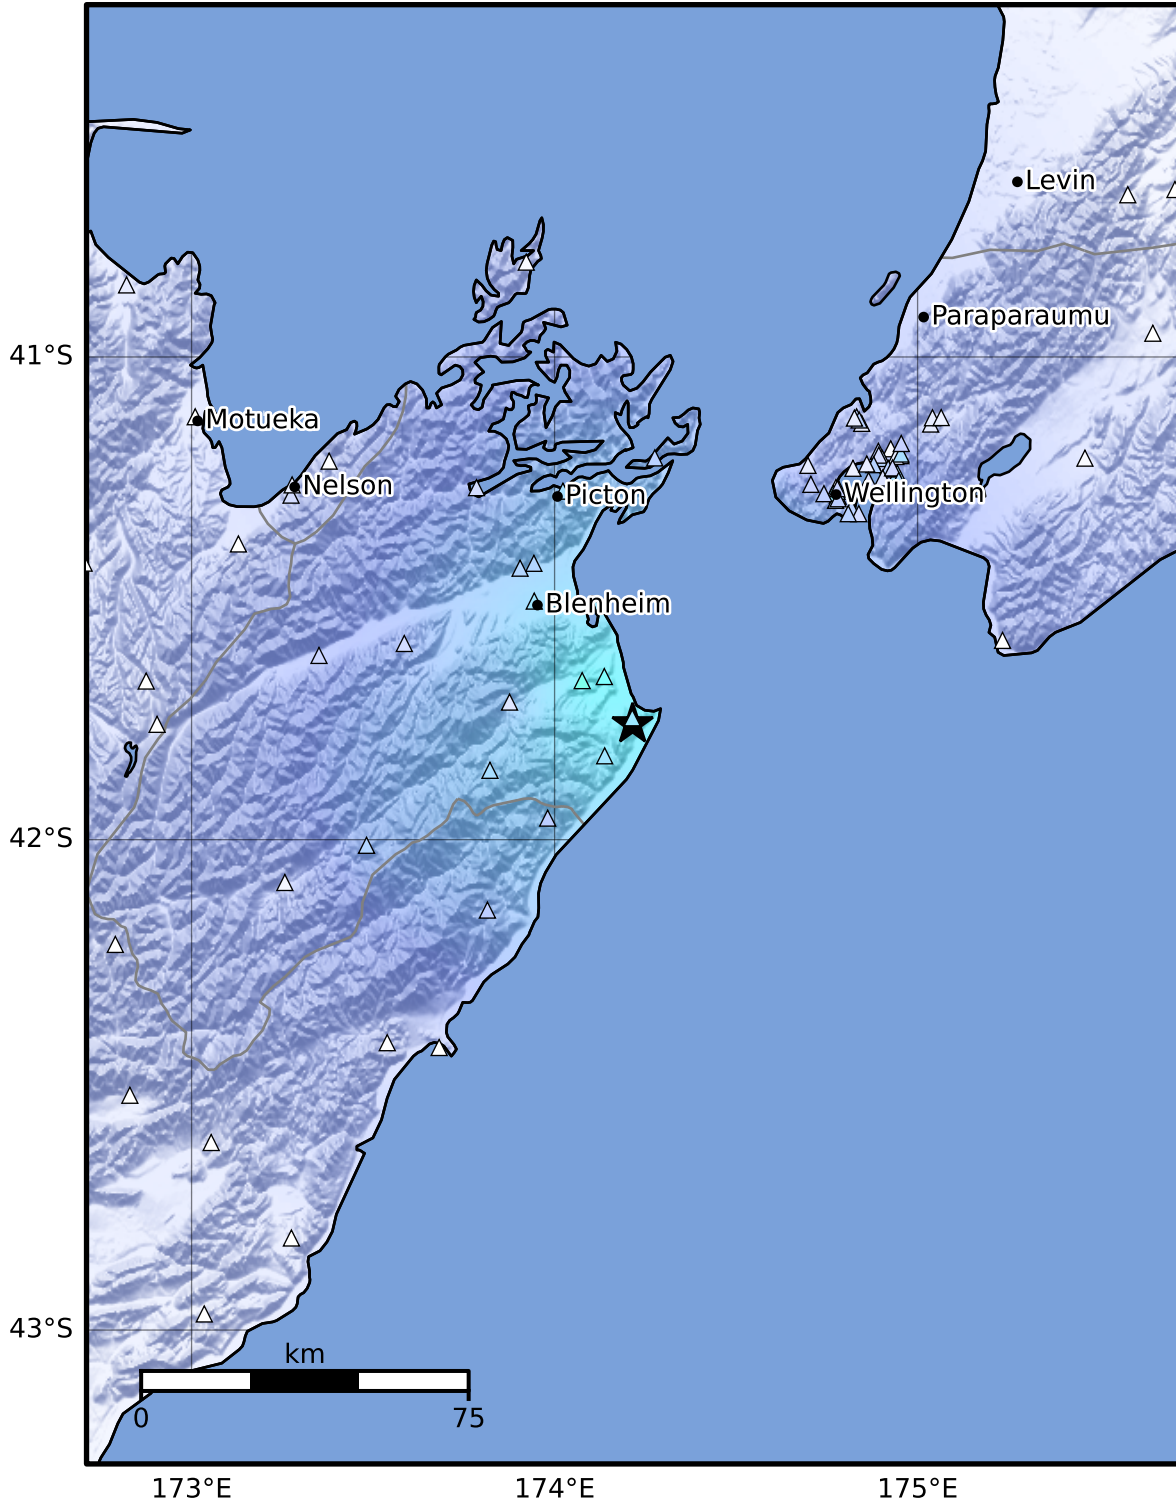 Levin
Paraparaumu
41°S
Motueka
Nelson
Picton
Wellington
Blenheim
42°S
43°S
km
0
75
173°E
174°E
175°E